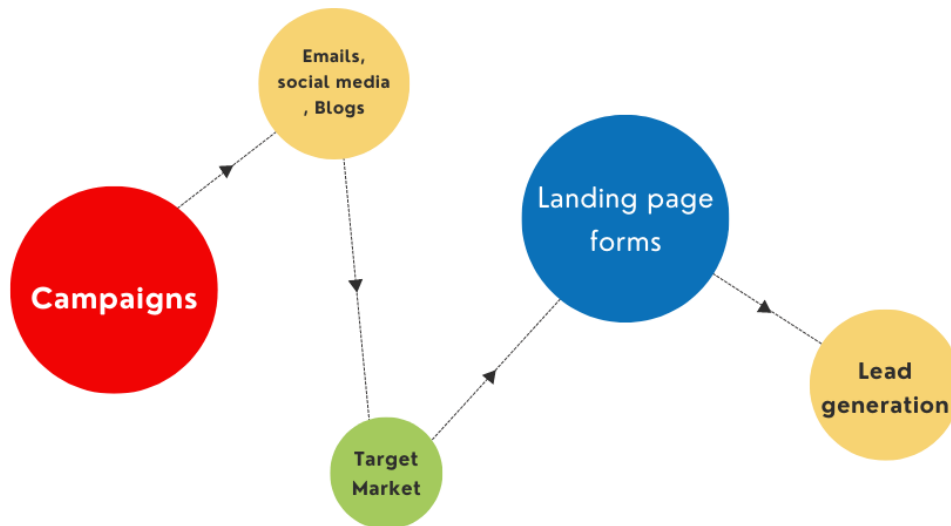 Campaigns
Emails,
social media
, Blogs
Target
Market
Landing page
forms
Lead
generation